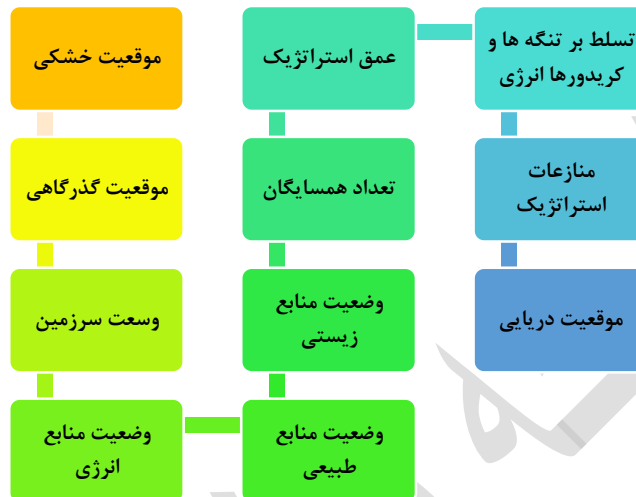 موقعیت خشکی
موقعیت گذرگاهی
وسعت سرزمین
وضعیت منابع
انرژی
وضعیت منابع
طبیعی
وضعیت منابع
زیستی
تعداد همسایگان
عمق استراتژیک
تسلط بر تنگه ها و
کریدورها انرژی
منازعات
استراتژیک
موقعیت دریایی